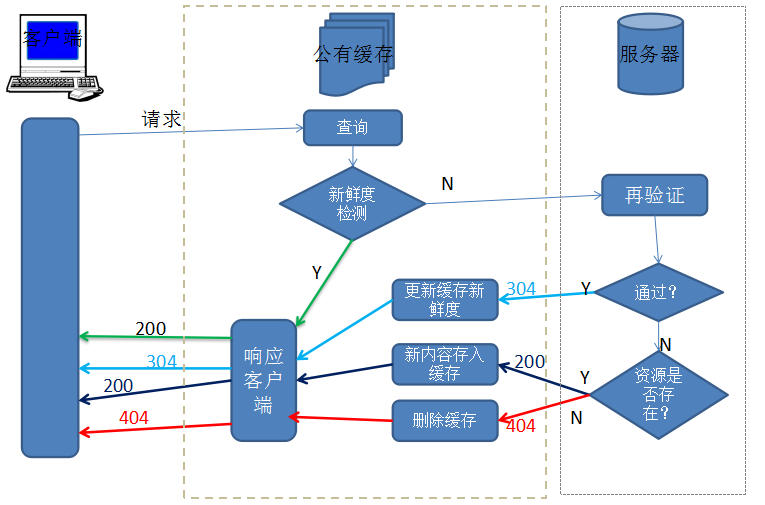 客户端
公有缓存
服务器
请求
查询
新鲜度
检测
N
再验证
Y
更新缓存新
鲜度
304
Y
通过?
200
响应
客户
端
304
新内容存入
缓存
200
N
200
Y
资源是
否存
在?
404
删除缓存
404
N